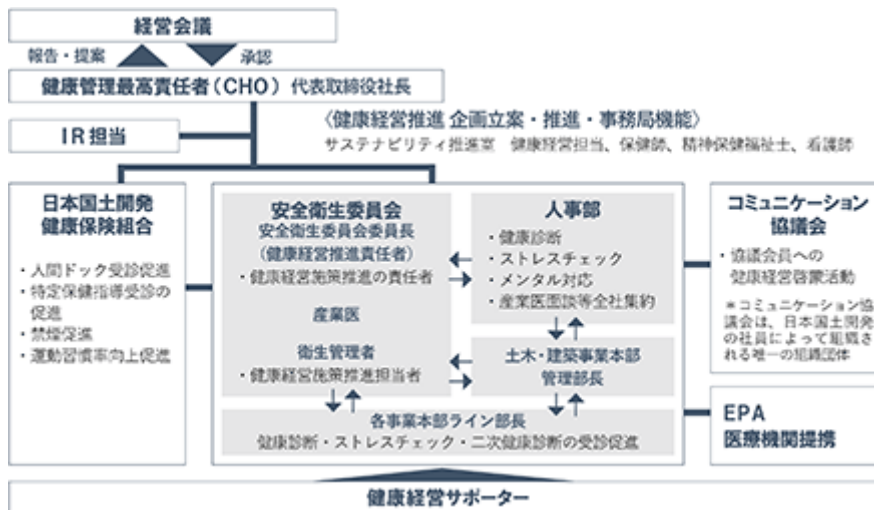 経営会議
報告・提案
承認
健康管理最高責任者(CHO) 代表取締役社長
IR担当
〈健康経営推進 企画立案・推進・事務局機能〉
サステナビリティ推進室 健康経営担当、保健師、精神保健福祉士、看護師
日本国土開発
健康保険組合
・人間ドック受診促進
・特定保健指導受診の
促進
・禁煙促進
・運動習慣率向上促進
安全衛生委員会
安全衛生委員会委員長
(健康経営推進責任者)
・健康経営施策推進の責任者
産業医
衛生管理者
・健康経営施策推進担当者
人事部
・健康診断
・ストレスチェック
・メンタル対応
・産業医面談等全社集約
土木・建築事業本部
管理部長
各事業本部ライン部長
健康診断・ストレスチェック・二次健康診断の受診促進
コミュニケーション
協議会
・協議会員への
健康経営啓蒙活動
＊コミュニケーション協
議会は、日本国土開発
の社員によって組織さ
れる唯一の組織団体
EPA
医療機関提携
健康経営サポーター